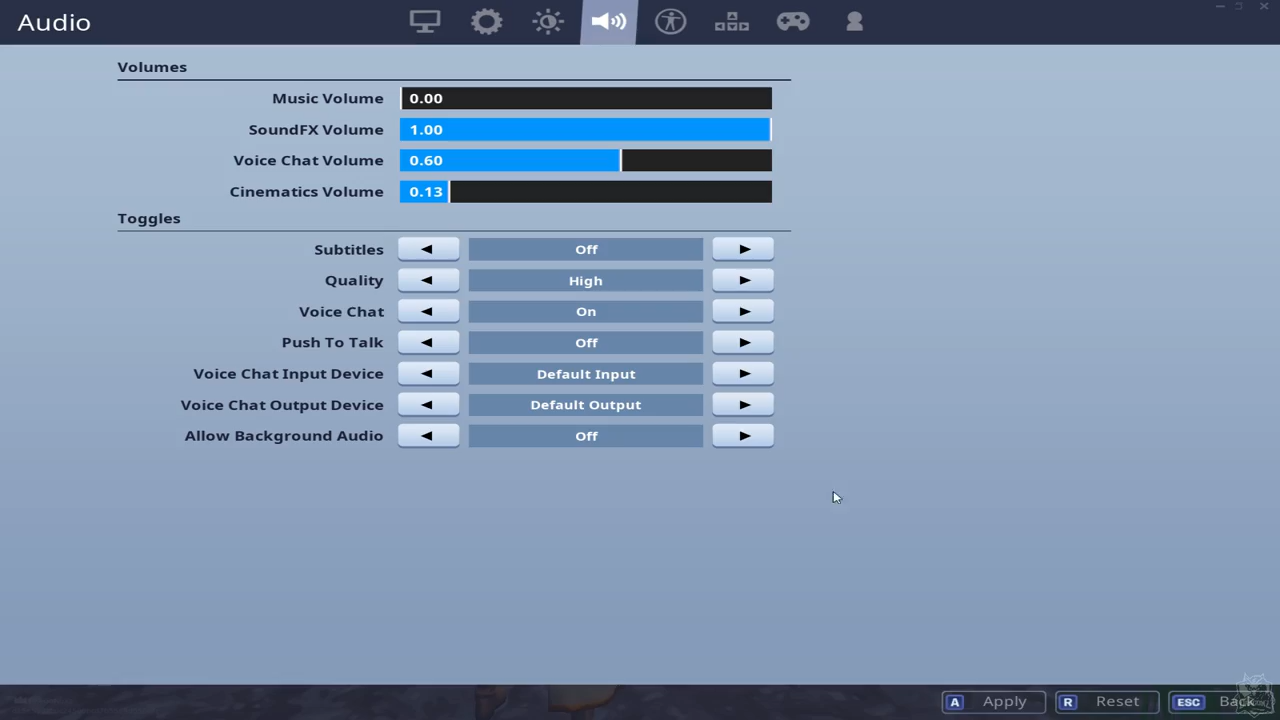 Audio
Volumes
Music Volume 0.00
SoundFX Volume 1.00
Voice Chat Volume 0.60
Cinematics Volume 0.13
Toggles
Subtitles Off
Quality High
Voice Chat On
Push To Talk Off
Voice Chat Input Device Default Input
Voice Chat Output Device Default Output
Allow Background Audio Off
A Apply R Reset ESC Back